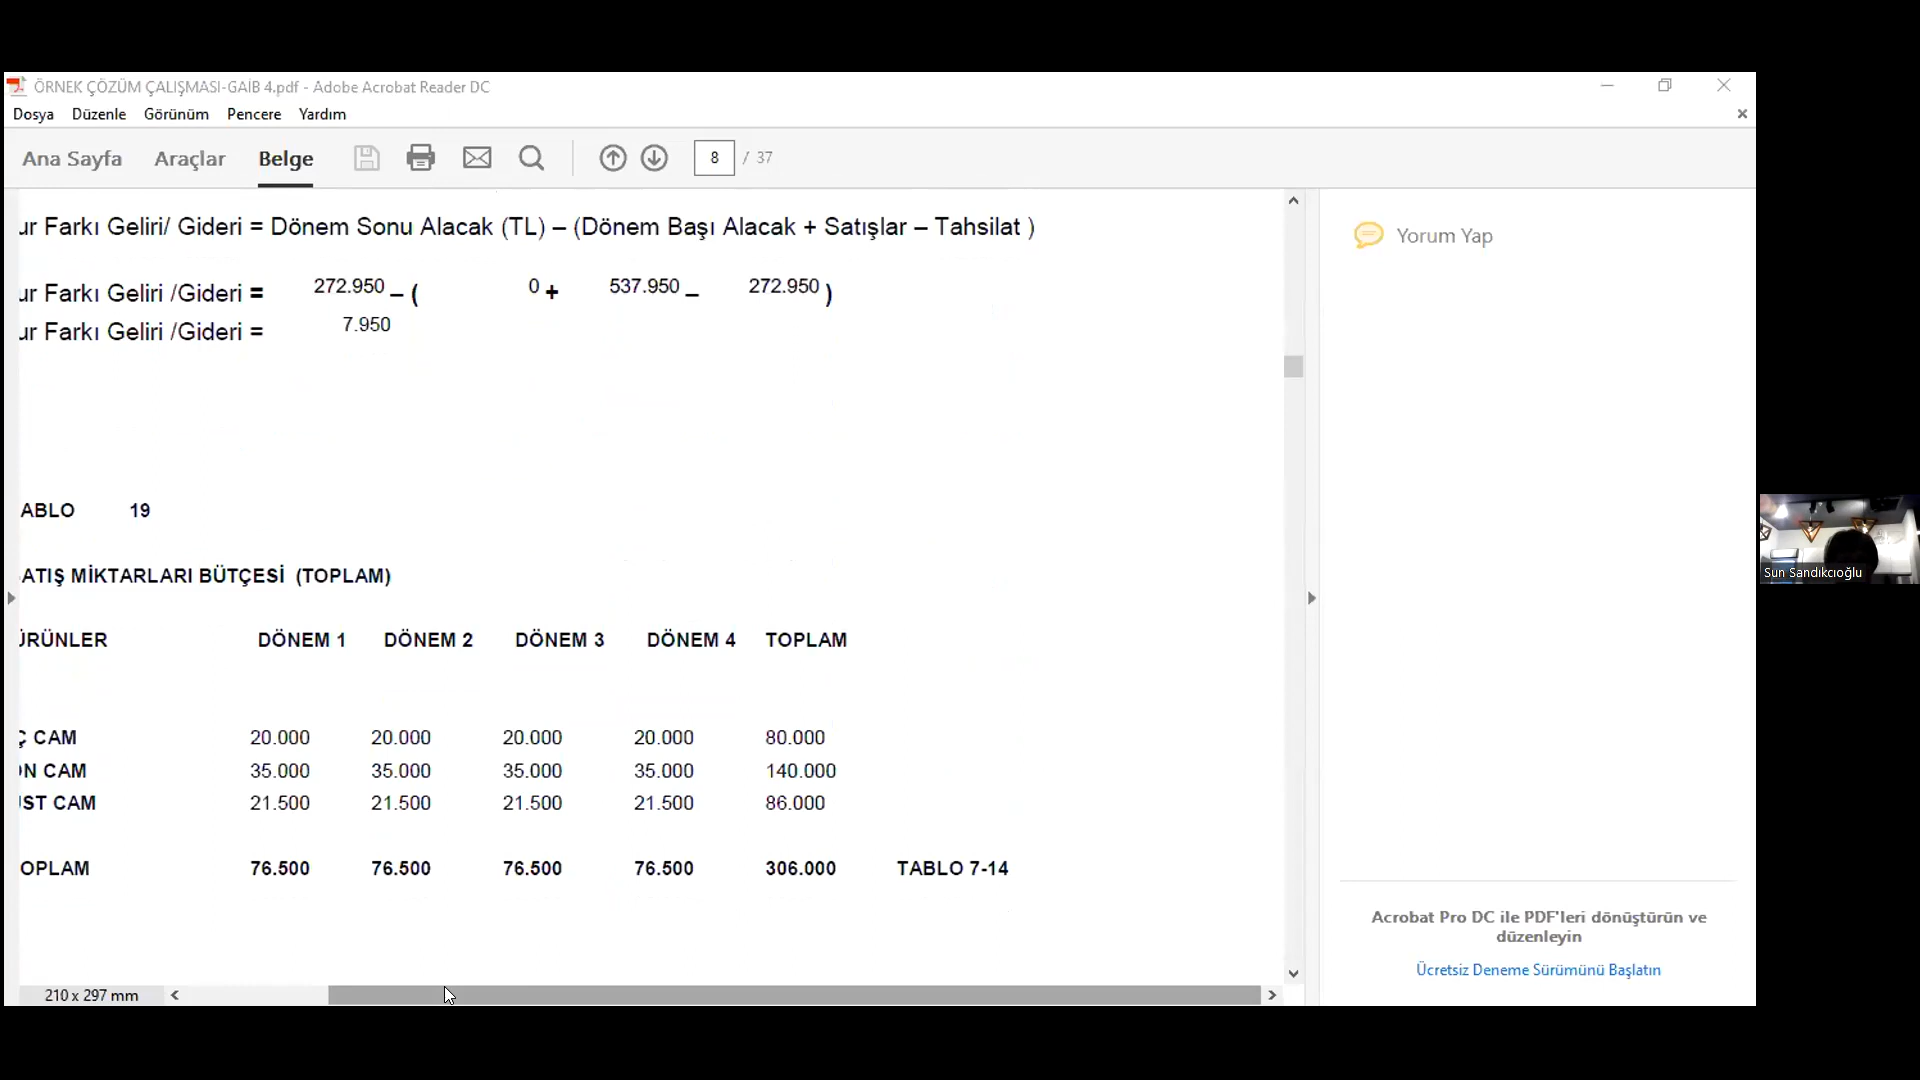 ÖRNEK ÇÖZÜM ÇALIŞMASI-GAİB 4.pdf - Adobe Acrobat Reader DC
Dosya Düzenle Görünüm Pencere Yardım
Ana Sayfa Araçlar Belge 8 / 37
ur Farkı Geliri/ Gideri = Dönem Sonu Alacak (TL) – (Dönem Başı Alacak + Satışlar – Tahsilat )
ur Farkı Geliri /Gideri = 272.950 – ( 0 + 537.950 – 272.950 )
ur Farkı Geliri /Gideri = 7.950
ABLO 19
ATIŞ MİKTARLARI BÜTÇESİ (TOPLAM)
ÜRÜNLER DÖNEM 1 DÖNEM 2 DÖNEM 3 DÖNEM 4 TOPLAM
Ç CAM 20.000 20.000 20.000 20.000 80.000
ÖN CAM 35.000 35.000 35.000 35.000 140.000
ÜST CAM 21.500 21.500 21.500 21.500 86.000
OPLAM 76.500 76.500 76.500 76.500 306.000 TABLO 7-14
210 x 297 mm
Yorum Yap
Acrobat Pro DC ile PDF'leri dönüştürün ve
düzenleyin
Ücretsiz Deneme Sürümünü Başlatın
Sun Sandıkcıoğlu